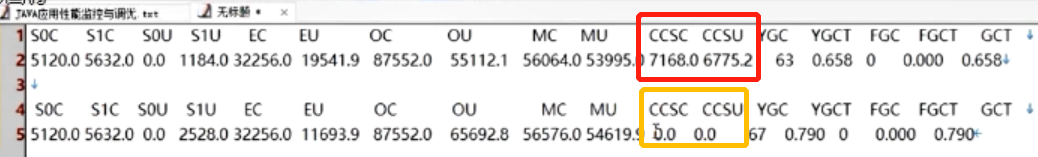 JAVA应用性能监控与调优.txt 无标题 *
1 S0C S1C S0U S1U EC EU OC OU MC MU CCSC CCSU YGC YGCT FGC FGCT GCT
2 5120.0 5632.0 0.0 1184.0 32256.0 19541.9 87552.0 55112.1 56064.0 53995.0 7168.0 6775.2 63 0.658 0 0.000 0.658
3
4 S0C S1C S0U S1U EC EU OC OU MC MU CCSC CCSU YGC YGCT FGC FGCT GCT
5 5120.0 5632.0 0.0 2528.0 32256.0 11693.9 87552.0 65692.8 56576.0 54619.9 0.0 0.0 67 0.790 0 0.000 0.790